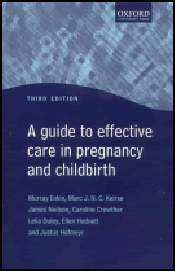 OXFORD
THIRD EDITION
A guide to effective
care in pregnancy
and childbirth
Murray Enkin, Marc J. N. C. Keirse
James Neilson, Caroline Crowther
Lelia Duley, Ellen Hodnett
and Justus Hofmeyr